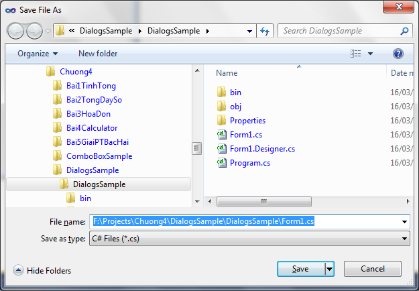 Save File As
« DialogsSample ▸ DialogsSample ▸
Search DialogsSample
Organize ▾ New folder
Chuong4
Bai1TinhTong
Bai2TongDaySo
Bai3HoaDon
Bai4Calculator
Bai5GiaiPTBacHai
ComboBoxSample
DialogsSample
DialogsSample
bin
Name
Date
bin 16/03
obj 16/03
Properties 16/03
Form1.cs 16/03
Form1.Designer.cs 16/03
Program.cs 16/03
File name: F:\Projects\Chuong4\DialogsSample\DialogsSample\Form1.cs
Save as type: C# Files (*.cs)
Hide Folders
Save
Cancel